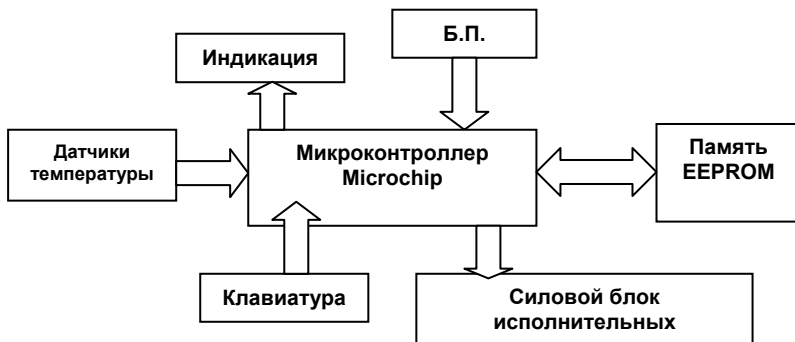 Б.П.
Индикация
Датчики
температуры
Микроконтроллер
Microchip
Память
EEPROM
Клавиатура
Силовой блок
исполнительных